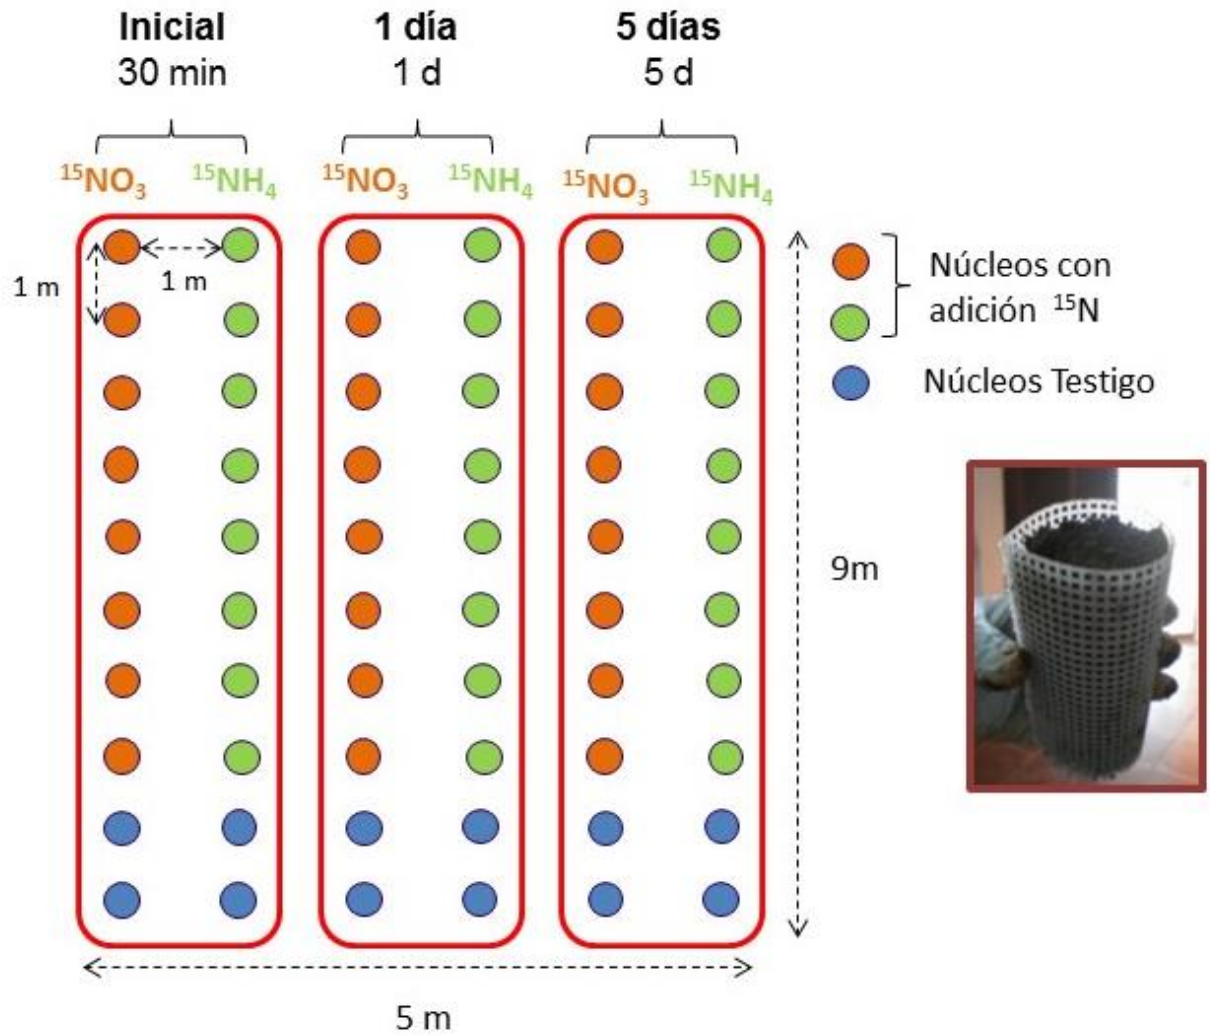 Inicial
30 min
1 día
1 d
5 días
5 d
¹⁵NO₃
¹⁵NH₄
¹⁵NO₃
¹⁵NH₄
¹⁵NO₃
¹⁵NH₄
1 m
1 m
Núcleos con
adición ¹⁵N
Núcleos Testigo
9m
5 m